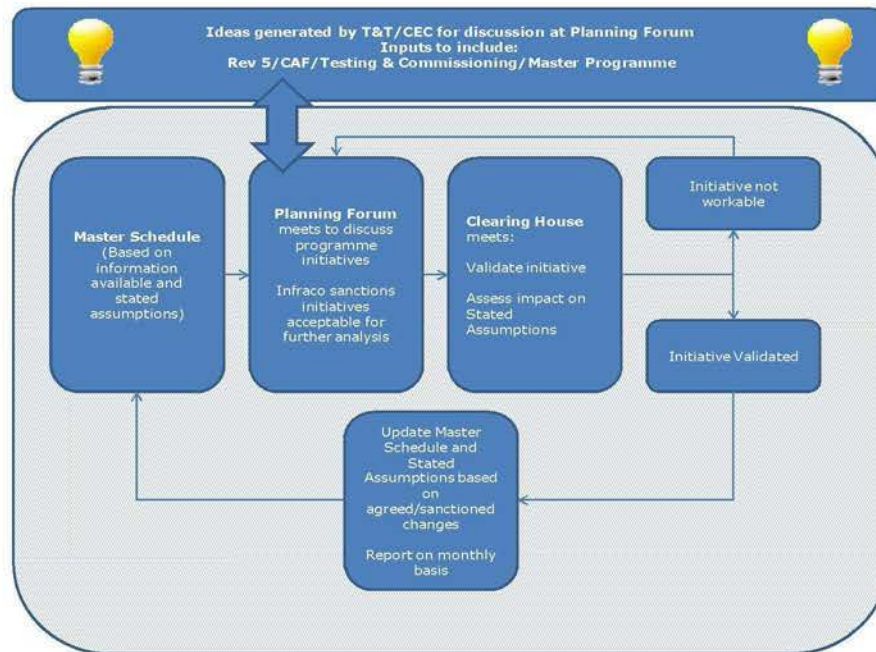 Ideas generated by T&T/CEC for discussion at Planning Forum
Inputs to include:
Rev 5/CAF/Testing & Commissioning/Master Programme
Master Schedule
(Based on
information
available and
stated
assumptions)
Planning Forum
meets to discuss
programme
initiatives
Infraco sanctions
initiatives
acceptable for
further analysis
Clearing House
meets:
Validate initiative
Assess impact on
Stated
Assumptions
Initiative not
workable
Initiative Validated
Update Master
Schedule and
Stated
Assumptions based
on
agreed/sanctioned
changes
Report on monthly
basis